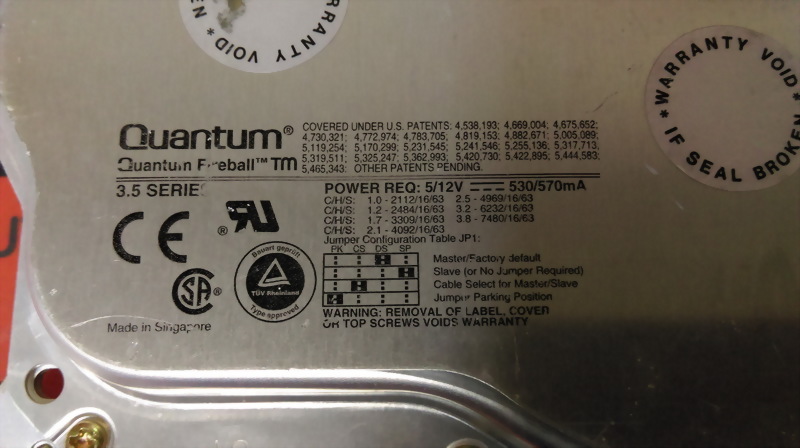 WARRANTY VOID*
*WARRANTY VOID
IF SEAL BROKEN
Quantum®
Quantum Fireball™ TM
3.5 SERIES
COVERED UNDER U.S. PATENTS: 4,538,193; 4,669,004; 4,675,652;
4,730,321; 4,772,974; 4,783,705; 4,819,153; 4,882,671; 5,005,089;
5,119,254; 5,170,299; 5,231,545; 5,241,546; 5,255,136; 5,317,713;
5,319,511; 5,325,247; 5,362,993; 5,420,730; 5,422,895; 5,444,583;
5,465,343: OTHER PATENTS PENDING.
POWER REQ: 5/12V 530/570mA
C/H/S: 1.0 - 2112/16/63 2.5 - 4969/16/63
C/H/S: 1.2 - 2484/16/63 3.2 - 6232/16/63
C/H/S: 1.7 - 3309/16/63 3.8 - 7480/16/63
C/H/S: 2.1 - 4092/16/63
Jumper Configuration Table JP1:
PK CS DS SP
Master/Factory default
Slave (or No Jumper Required)
Cable Select for Master/Slave
Jumper Parking Position
WARNING: REMOVAL OF LABEL, COVER
OR TOP SCREWS VOIDS WARRANTY
CE
®
SA®
Bauart geprüft
TÜV Rheinland
Type approved
Made in Singapore